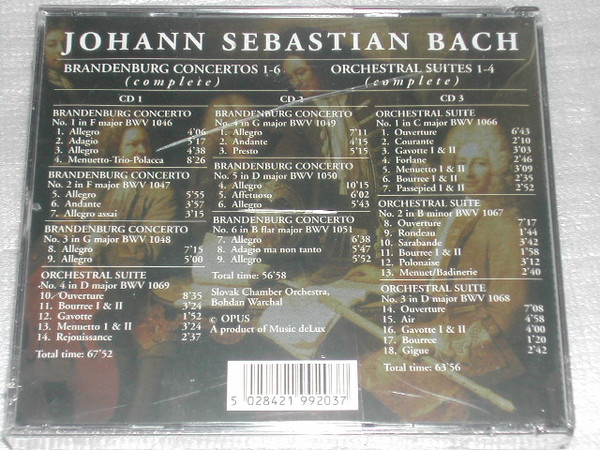 JOHANN SEBASTIAN BACH
BRANDENBURG CONCERTOS 1-6
(complete)
ORCHESTRAL SUITES 1-4
(complete)
CD 1
BRANDENBURG CONCERTO
No. 1 in F major BWV 1046
1. Allegro 4'06
2. Adagio 5'17
3. Allegro 4'38
4. Menuetto-Trio-Polacca 8'26
BRANDENBURG CONCERTO
No. 2 in F major BWV 1047
5. Allegro 5'55
6. Andante 3'57
7. Allegro assai 3'15
BRANDENBURG CONCERTO
No. 3 in G major BWV 1048
8. Allegro 7'15
9. Allegro 5'00
ORCHESTRAL SUITE
No. 4 in D major BWV 1069
10. Ouverture 8'35
11. Bourree I & II 3'24
12. Gavotte 1'52
13. Menuetto 1 & II 3'24
14. Rejouissance 2'37
Total time: 67'52
CD 2
BRANDENBURG CONCERTO
No. 4 in G major BWV 1049
1. Allegro 7'11
2. Andante 4'15
3. Presto 5'15
BRANDENBURG CONCERTO
No. 5 in D major BWV 1050
4. Allegro 10'15
5. Affetuoso 6'02
6. Allegro 5'43
BRANDENBURG CONCERTO
No. 6 in B flat major BWV 1051
7. Allegro 6'38
8. Adagio ma non tanto 5'47
9. Allegro 5'52
Total time: 56'58
Slovak Chamber Orchestra,
Bohdan Warchal
© OPUS
A product of Music deLux
CD 3
ORCHESTRAL SUITE
No. 1 in C major BWV 1066
1. Ouverture 6'43
2. Courante 2'10
3. Gavotte I & II 3'03
4. Forlane 2'46
5. Menuetto I & II 3'09
6. Bourree I & II 2'35
7. Passepied I & II 2'52
ORCHESTRAL SUITE
No. 2 in B minor BWV 1067
8. Ouverture 7'17
9. Rondeau 1'44
10. Sarabande 3'42
11. Bourree I & II 1'58
12. Polonaise 3'12
13. Menuet/Badinerie 2'40
ORCHESTRAL SUITE
No. 3 in D major BWV 1068
14. Ouverture 7'08
15. Air 4'58
16. Gavotte I & II 4'00
17. Bourree 1'20
18. Gigue 2'42
Total time: 63'56
5 028421 992037